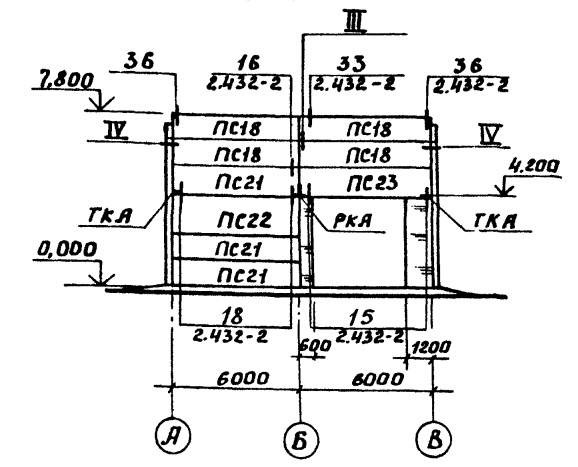 III
36 16 33 36
7,800 2.432-2 2.432-2 2.432-2
IV ПС18 ПС18 IV
ПС18 ПС18
ПС21 ПС23 4.200
ТКА ПС22 РКА ТКА
0,000 ПС21
ПС21
18 15
2.432-2 600 2.432-2 1200
6000 6000
А Б В